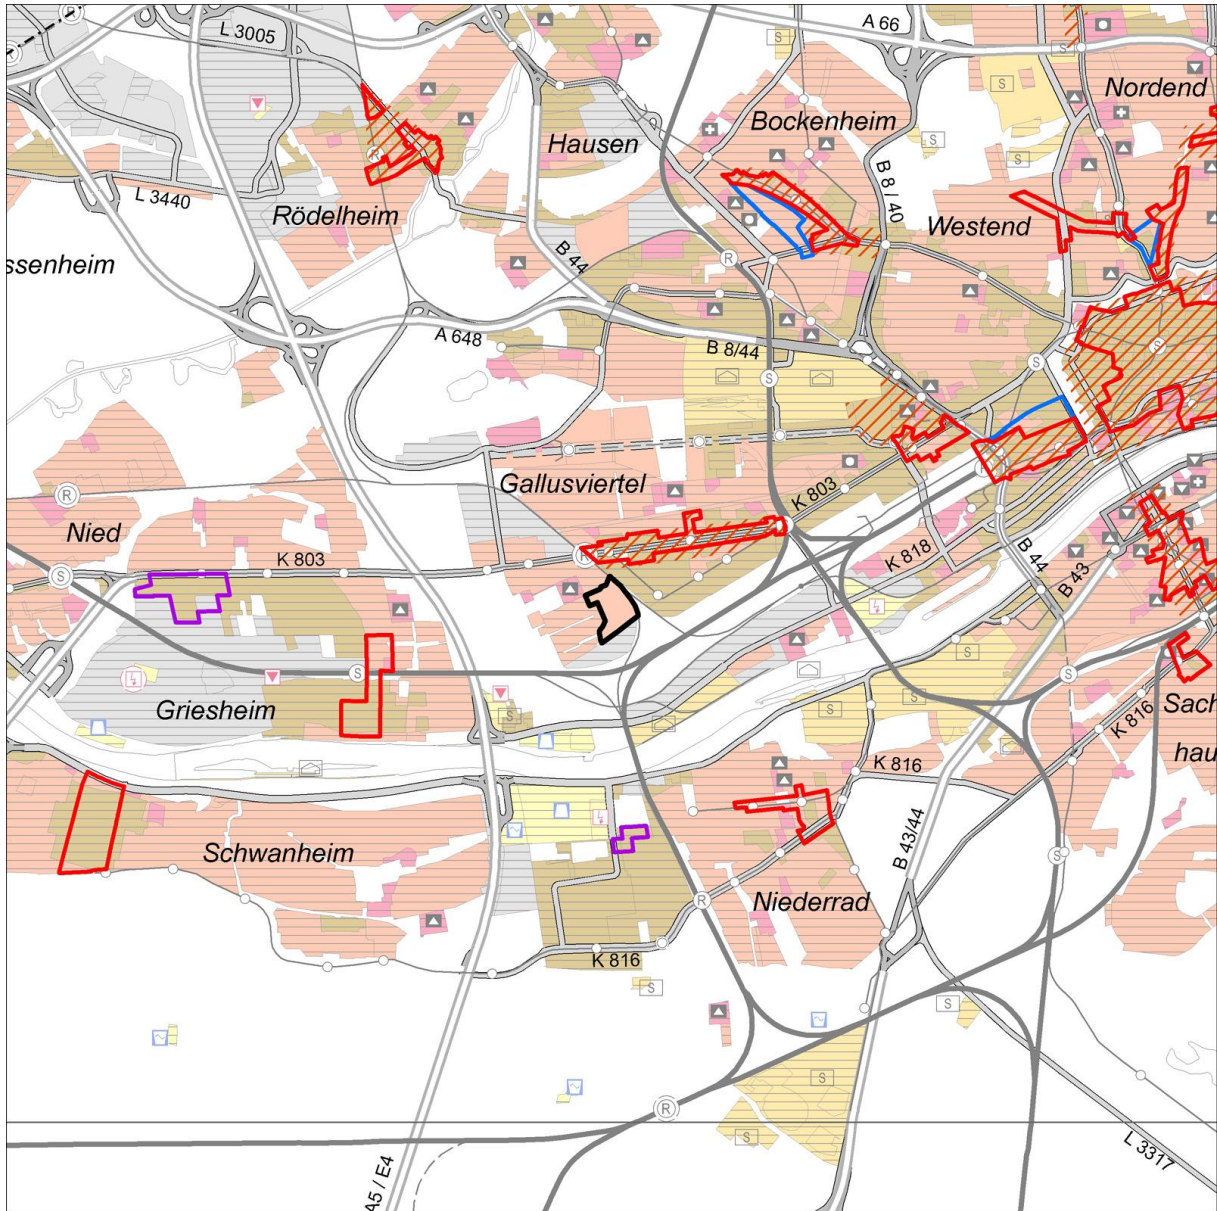 R
L 3005
A 66
S
S
Nordend
S
Bockenheim
S
Hausen
S
R
B 8 / 40
L 3440
Rödelheim
Westend
ssenheim
B 44
R
A 648
B 8/44
S
S
S
Gallusviertel
K 803
R
Nied
K 803
R
K 818
B 44
B 43
S
S
S
S
Griesheim
S
S
S
K 816
Sach
hau
K 816
Schwanheim
B 43/44
S
Niederrad
R
K 816
S
S
S
R
S
L 3317
A5 / E4